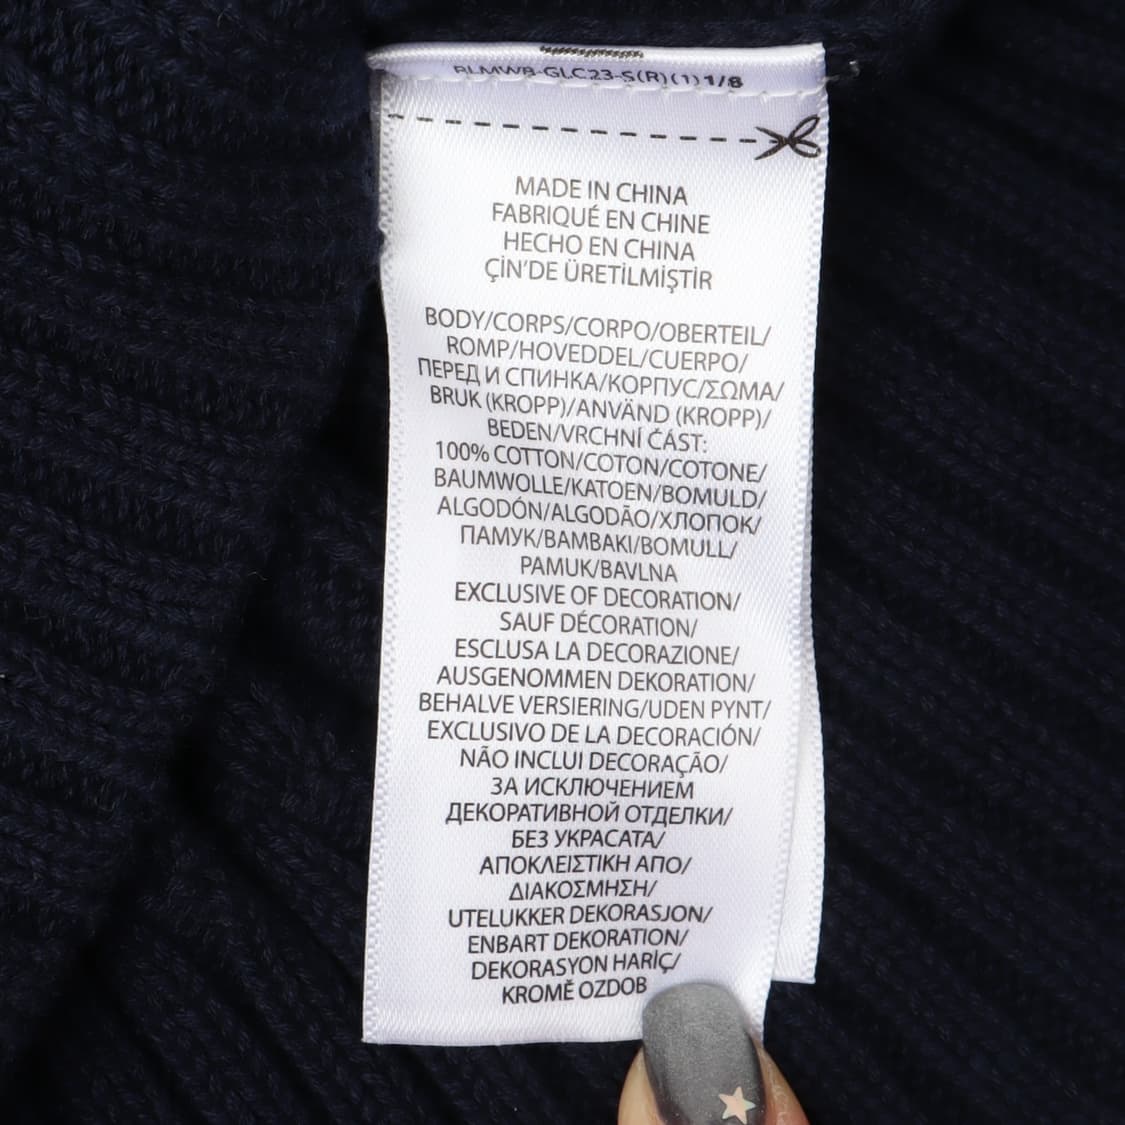 RLMWB-GLC23-S(R)(1) 1/8
MADE IN CHINA
FABRIQUÉ EN CHINE
HECHO EN CHINA
ÇİN'DE ÜRETİLMİŞTİR
BODY/CORPS/CORPO/OBERTEIL/
ROMP/HOVEDDEL/CUERPO/
ПЕРЕД И СПИНКА/КОРПУС/ΣΩΜΑ/
BRUK (KROPP)/ANVÄND (KROPP)/
BEDEN/VRCHNÍ ČÁST:
100% COTTON/COTON/COTONE/
BAUMWOLLE/KATOEN/BOMULD/
ALGODÓN/ALGODÃO/ХЛОПОК/
ПАМУК/ΒΑΜΒΑΚΙ/BOMULL/
PAMUK/BAVLNA
EXCLUSIVE OF DECORATION/
SAUF DÉCORATION/
ESCLUSA LA DECORAZIONE/
AUSGENOMMEN DEKORATION/
BEHALVE VERSIERING/UDEN PYNT/
EXCLUSIVO DE LA DECORACIÓN/
NÃO INCLUI DECORAÇÃO/
ЗА ИСКЛЮЧЕНИЕМ
ДЕКОРАТИВНОЙ ОТДЕЛКИ/
БЕЗ УКРАСАТА/
ΑΠΟΚΛΕΙΣΤΙΚΗ ΑΠΟ/
ΔΙΑΚΟΣΜΗΣΗ/
UTELUKKER DEKORASJON/
ENBART DEKORATION/
DEKORASYON HARİÇ/
KROMĚ OZDOB